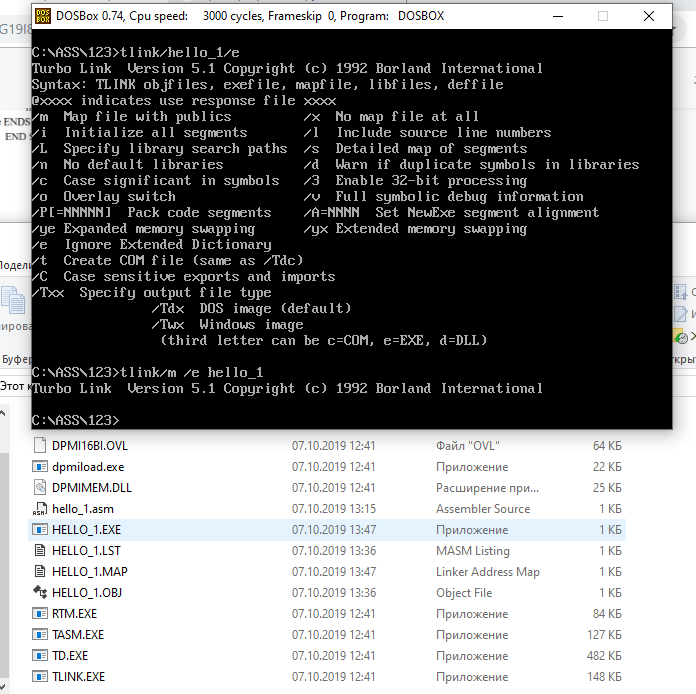 DOSBox 0.74, Cpu speed: 3000 cycles, Frameskip 0, Program: DOSBOX
C:\ASS\123>tlink/hello_1/e
Turbo Link Version 5.1 Copyright (c) 1992 Borland International
Syntax: TLINK objfiles, exefile, mapfile, libfiles, deffile
@xxxx indicates use response file xxxx
/m Map file with publics /x No map file at all
/i Initialize all segments /l Include source line numbers
/L Specify library search paths /s Detailed map of segments
/n No default libraries /d Warn if duplicate symbols in libraries
/c Case significant in symbols /3 Enable 32-bit processing
/o Overlay switch /v Full symbolic debug information
/P[=NNNNN] Pack code segments /A=NNNN Set NewExe segment alignment
/ye Expanded memory swapping /yx Extended memory swapping
/e Ignore Extended Dictionary
/t Create COM file (same as /Tdc)
/C Case sensitive exports and imports
/Txx Specify output file type
/Tdx DOS image (default)
/Twx Windows image
(third letter can be c=COM, e=EXE, d=DLL)
C:\ASS\123>tlink/m /e hello_1
Turbo Link Version 5.1 Copyright (c) 1992 Borland International
C:\ASS\123>
DPMI16BI.OVL 07.10.2019 12:41 Файл "OVL" 64 КБ
dpmiload.exe 07.10.2019 12:41 Приложение 22 КБ
DPMIMEM.DLL 07.10.2019 12:41 Расширение при... 25 КБ
hello_1.asm 07.10.2019 13:15 Assembler Source 1 КБ
HELLO_1.EXE 07.10.2019 13:47 Приложение 1 КБ
HELLO_1.LST 07.10.2019 13:36 MASM Listing 1 КБ
HELLO_1.MAP 07.10.2019 13:47 Linker Address Map 1 КБ
HELLO_1.OBJ 07.10.2019 13:36 Object File 1 КБ
RTM.EXE 07.10.2019 12:41 Приложение 84 КБ
TASM.EXE 07.10.2019 12:41 Приложение 127 КБ
TD.EXE 07.10.2019 12:41 Приложение 482 КБ
TLINK.EXE 07.10.2019 12:41 Приложение 148 КБ